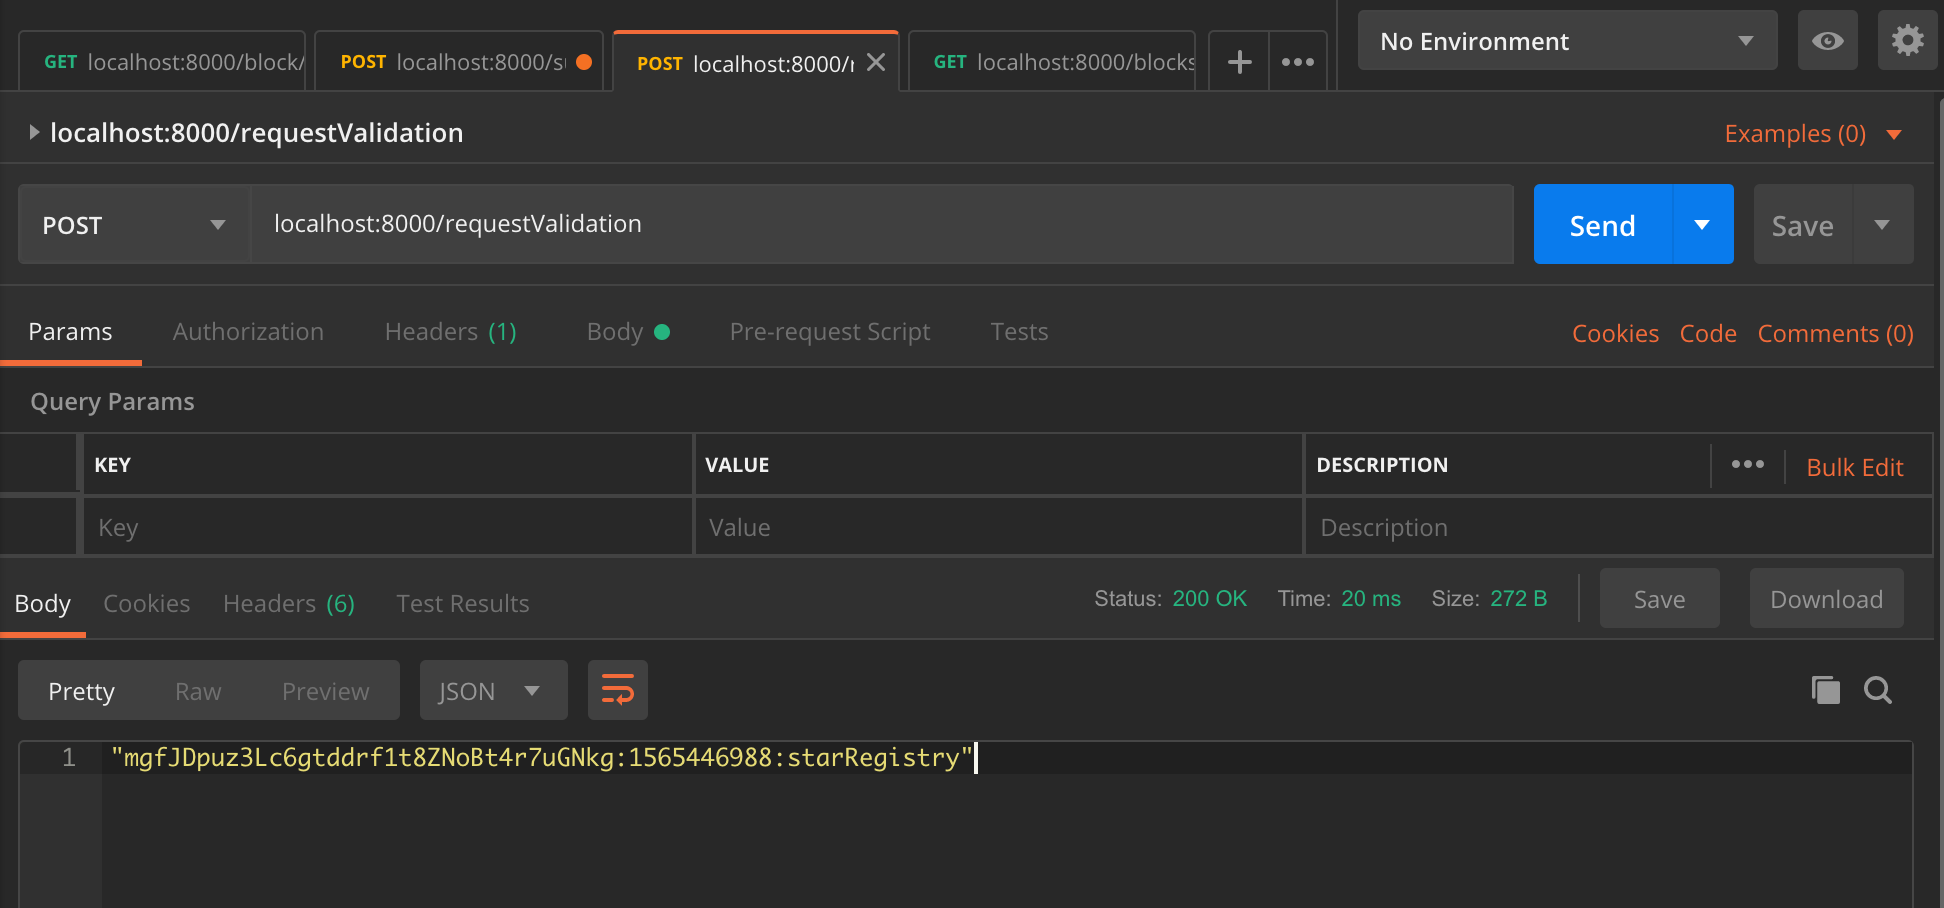 GET localhost:8000/block/ POST localhost:8000/s POST localhost:8000/r GET localhost:8000/blocks No Environment
localhost:8000/requestValidation Examples (0)
POST localhost:8000/requestValidation Send Save
Params Authorization Headers (1) Body Pre-request Script Tests Cookies Code Comments (0)
Query Params
KEY VALUE DESCRIPTION Bulk Edit
Key Value Description
Body Cookies Headers (6) Test Results Status: 200 OK Time: 20 ms Size: 272 B Save Download
Pretty Raw Preview JSON
1 "mgfJDpuz3Lc6gtddrf1t8ZNoBt4r7uGNkg:1565446988:starRegistry"